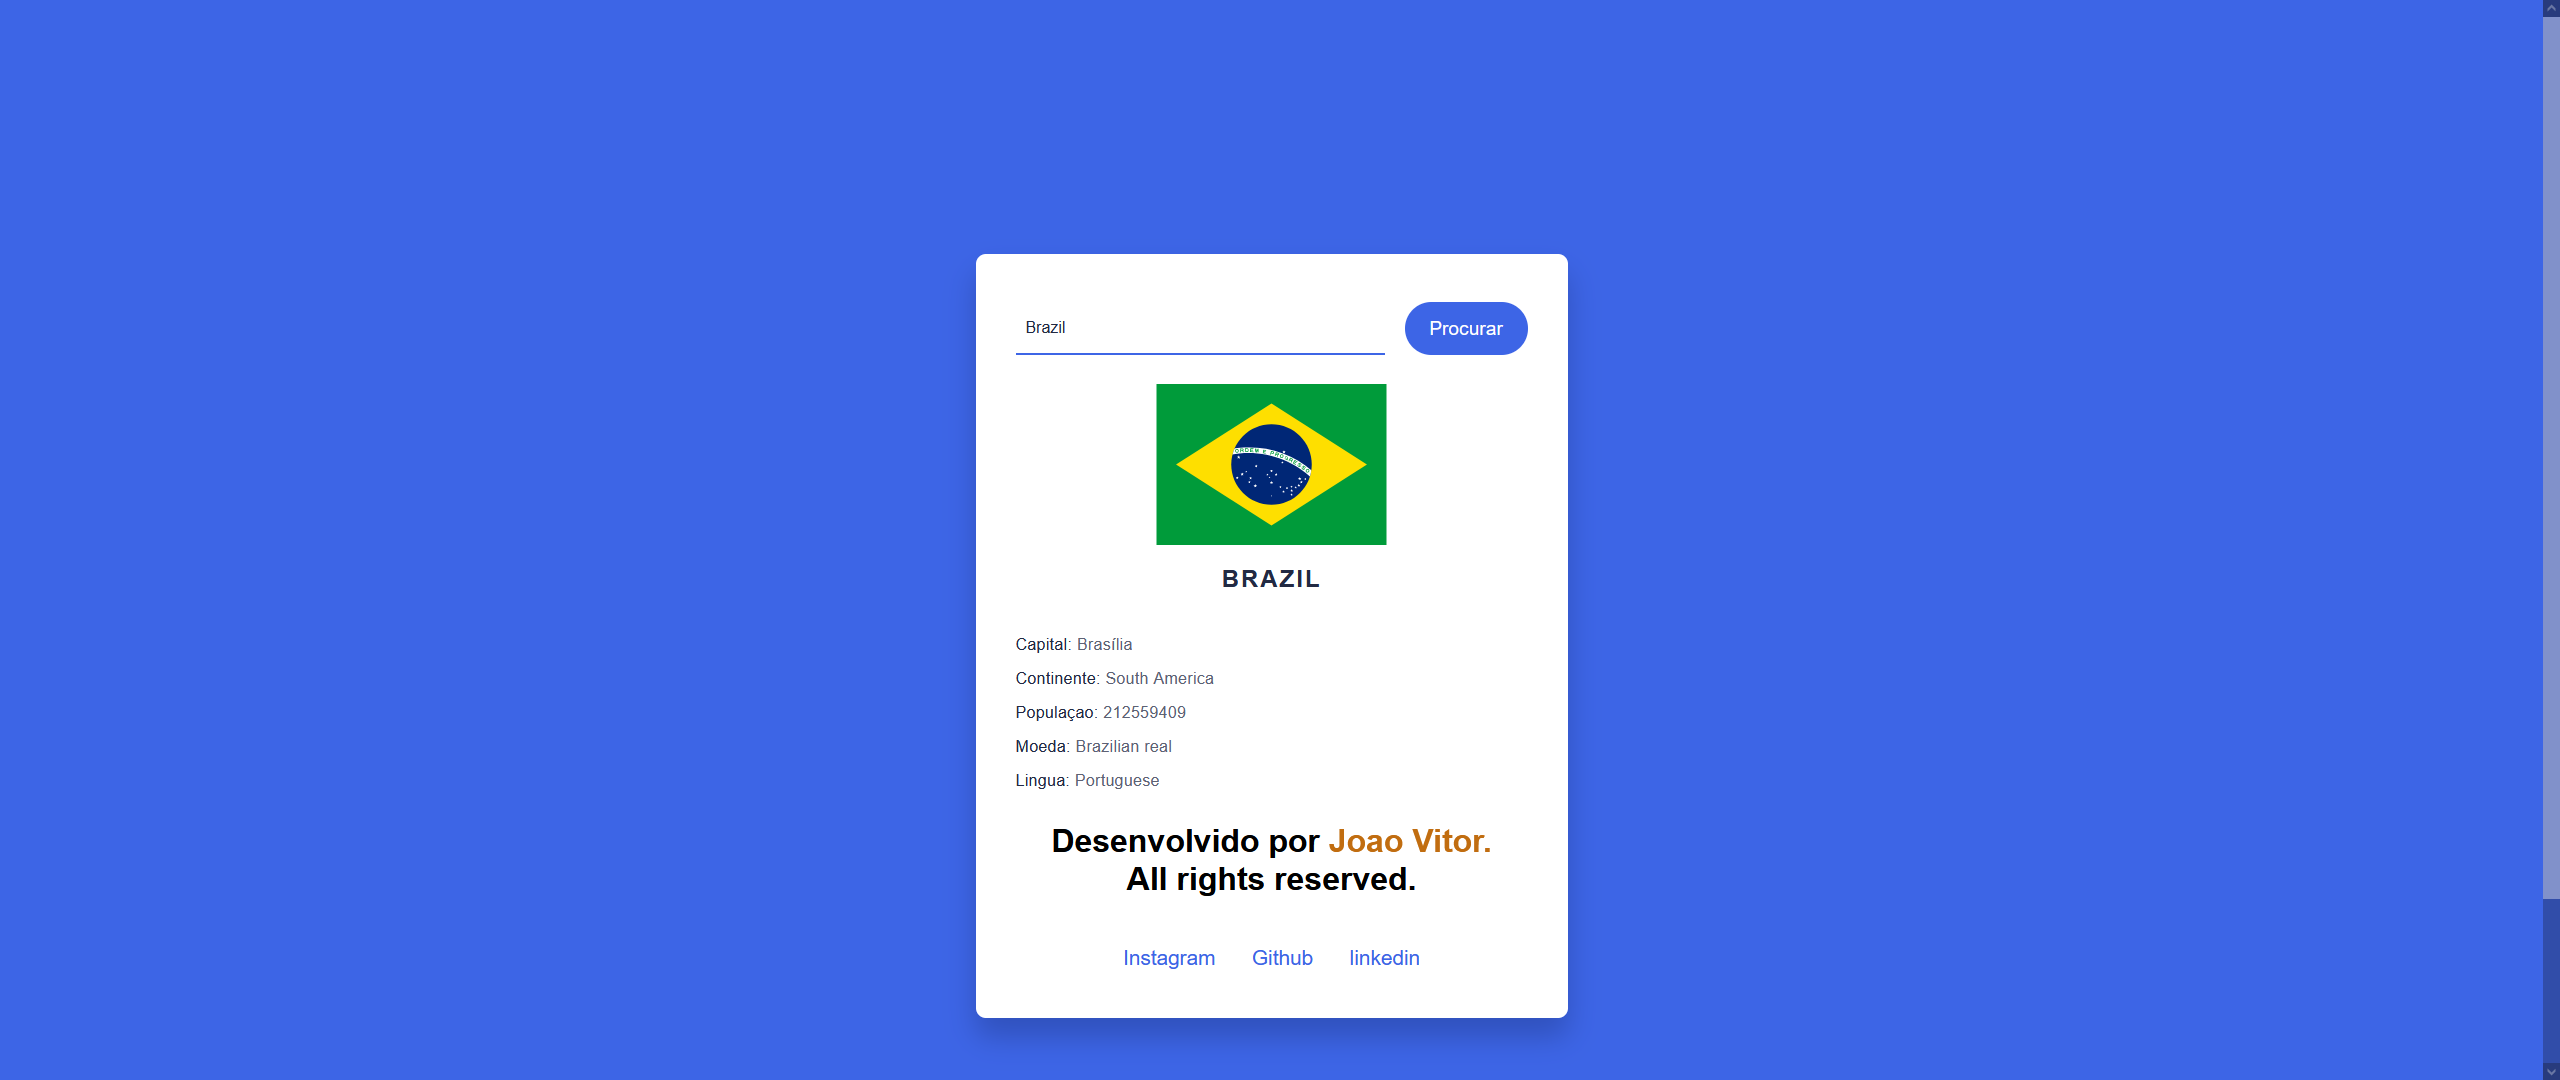 Brazil
Procurar
ORDEM E PROGRESSO
BRAZIL
Capital: Brasília
Continente: South America
Populaçao: 212559409
Moeda: Brazilian real
Lingua: Portuguese
Desenvolvido por Joao Vitor.
All rights reserved.
Instagram Github linkedin